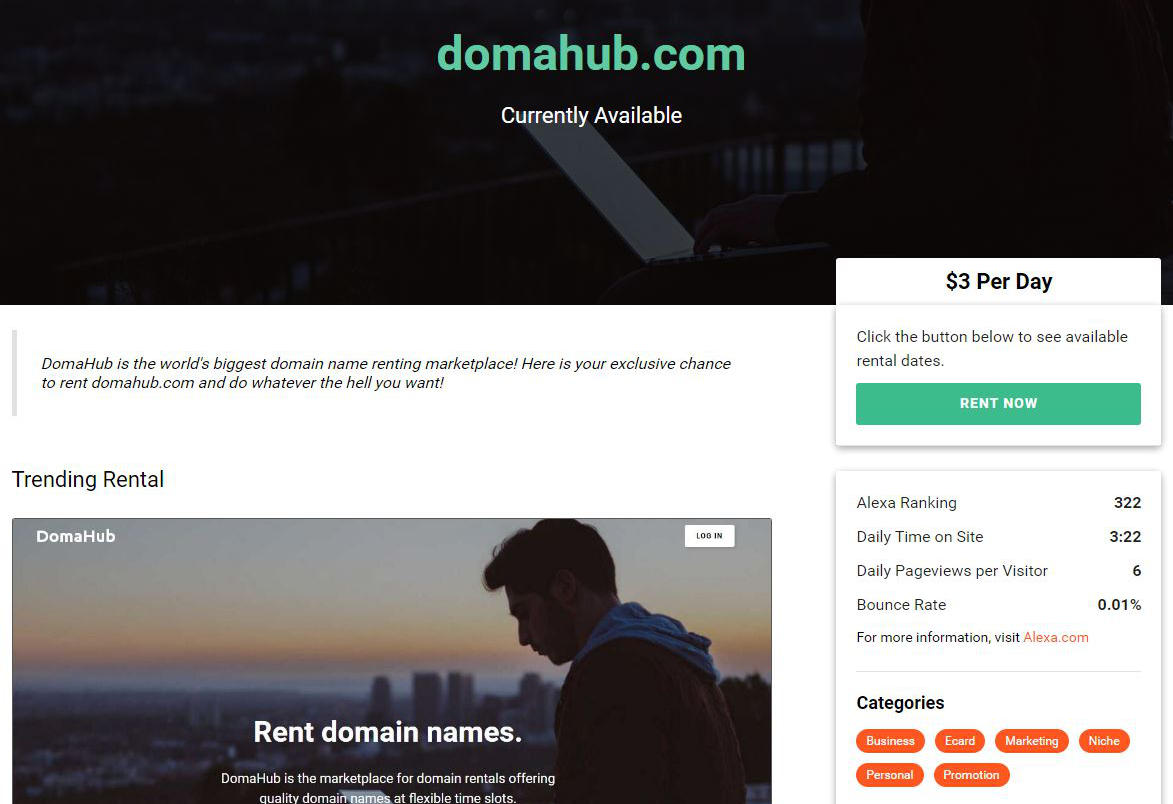 domahub.com
Currently Available
$3 Per Day
Click the button below to see available
rental dates.
RENT NOW
DomaHub is the world's biggest domain name renting marketplace! Here is your exclusive chance
to rent domahub.com and do whatever the hell you want!
Trending Rental
DomaHub
LOG IN
Rent domain names.
DomaHub is the marketplace for domain rentals offering
quality domain names at flexible time slots.
Alexa Ranking 322
Daily Time on Site 3:22
Daily Pageviews per Visitor 6
Bounce Rate 0.01%
For more information, visit Alexa.com
Categories
Business Ecard Marketing Niche
Personal Promotion